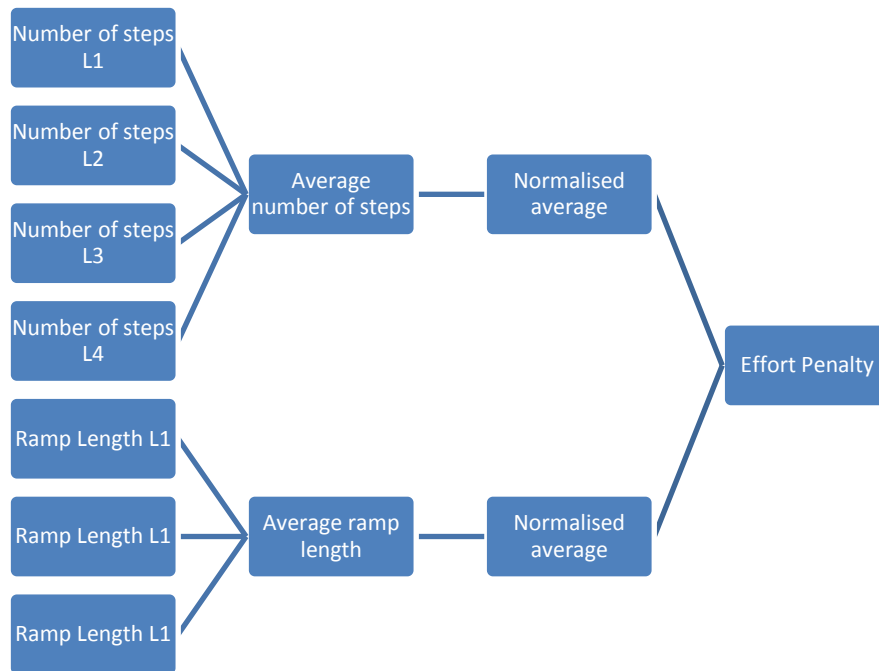 Number of steps
L1
Number of steps
L2
Number of steps
L3
Number of steps
L4
Average
number of steps
Normalised
average
Effort Penalty
Ramp Length L1
Ramp Length L1
Ramp Length L1
Average ramp
length
Normalised
average